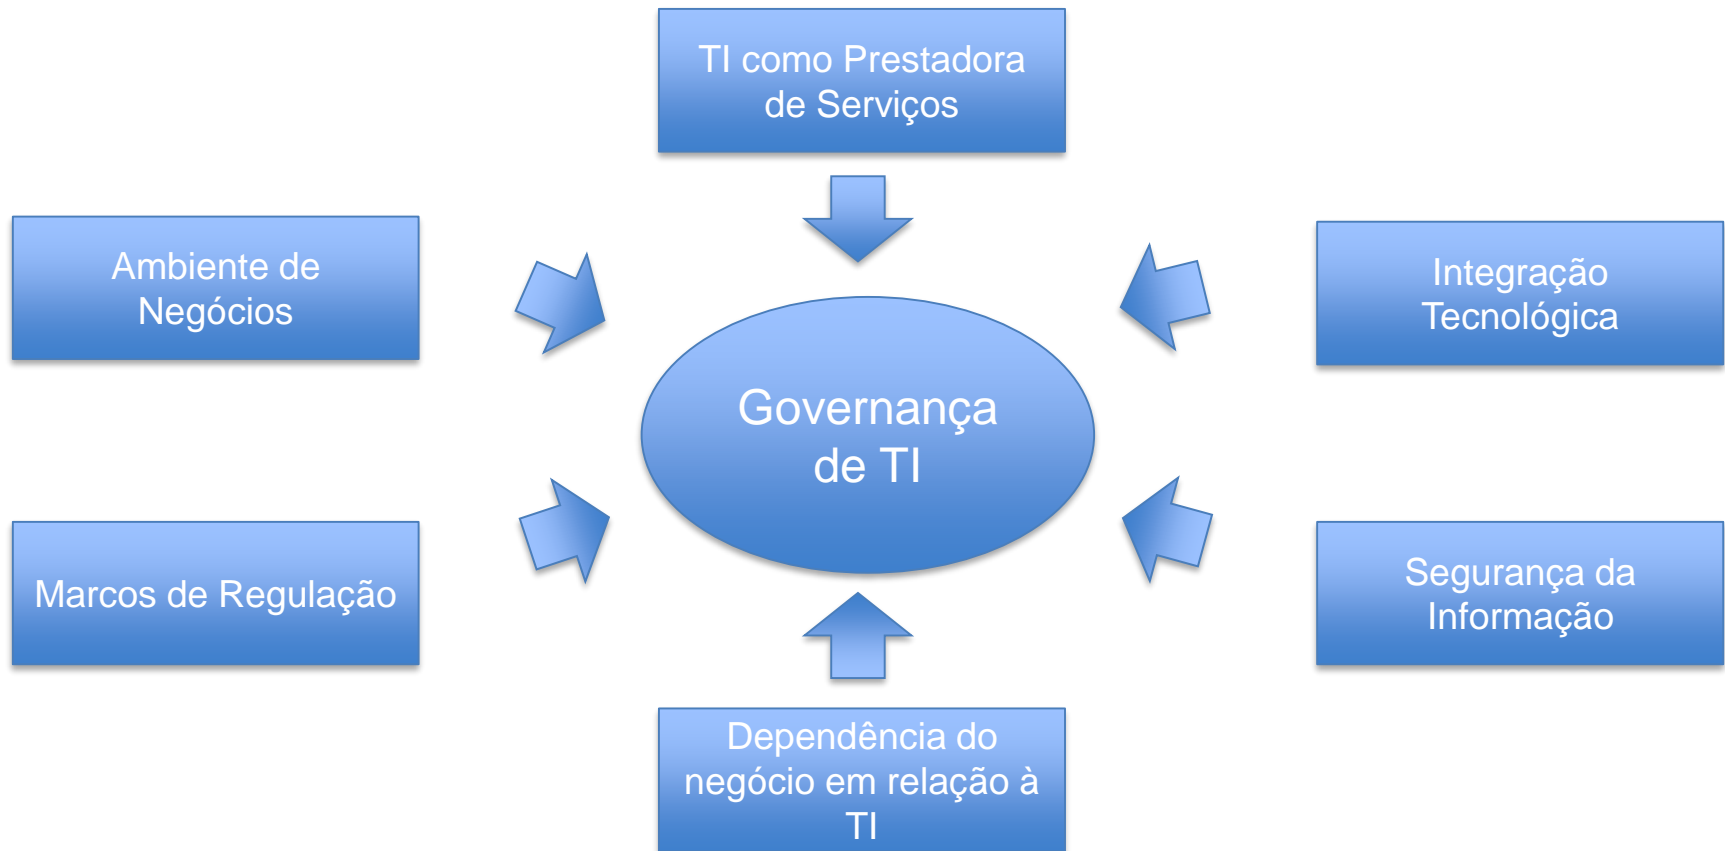 TI como Prestadora
de Serviços
Ambiente de
Negócios
Integração
Tecnológica
Governança
de TI
Marcos de Regulação
Segurança da
Informação
Dependência do
negócio em relação à
TI